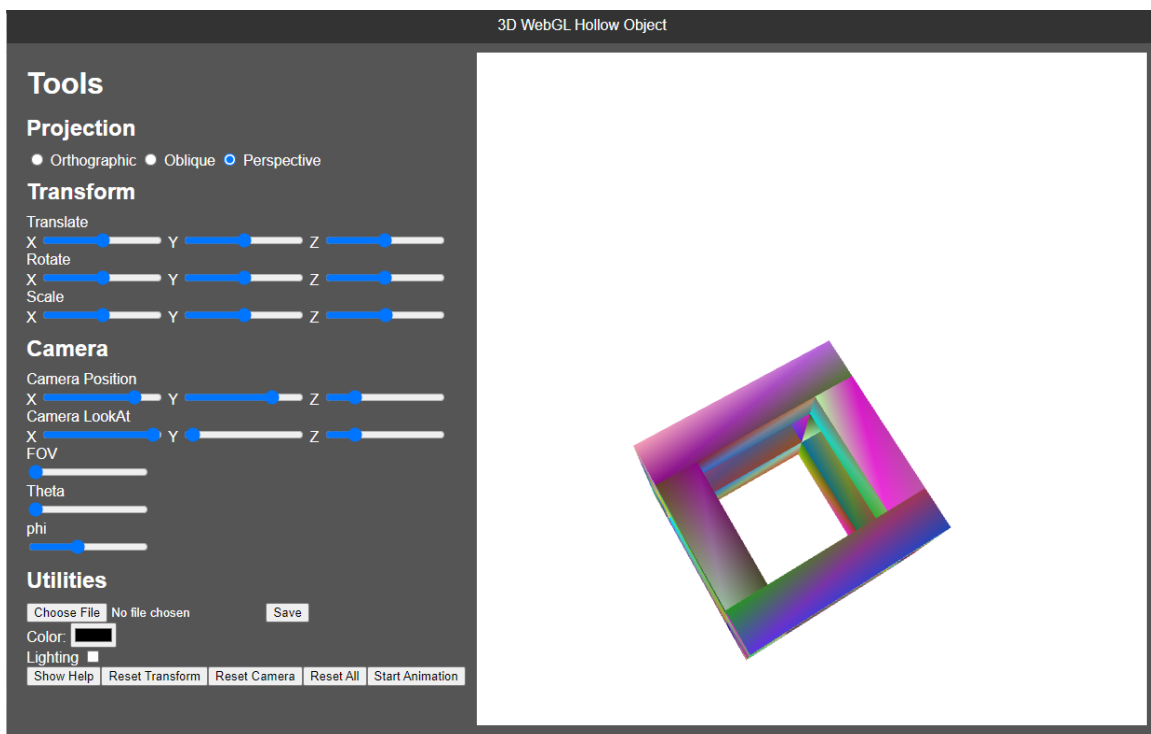 3D WebGL Hollow Object
Tools
Projection
Orthographic Oblique Perspective
Transform
Translate
X Y Z
Rotate
X Y Z
Scale
X Y Z
Camera
Camera Position
X Y Z
Camera LookAt
X Y Z
FOV
Theta
phi
Utilities
Choose File No file chosen Save
Color:
Lighting
Show Help Reset Transform Reset Camera Reset All Start Animation